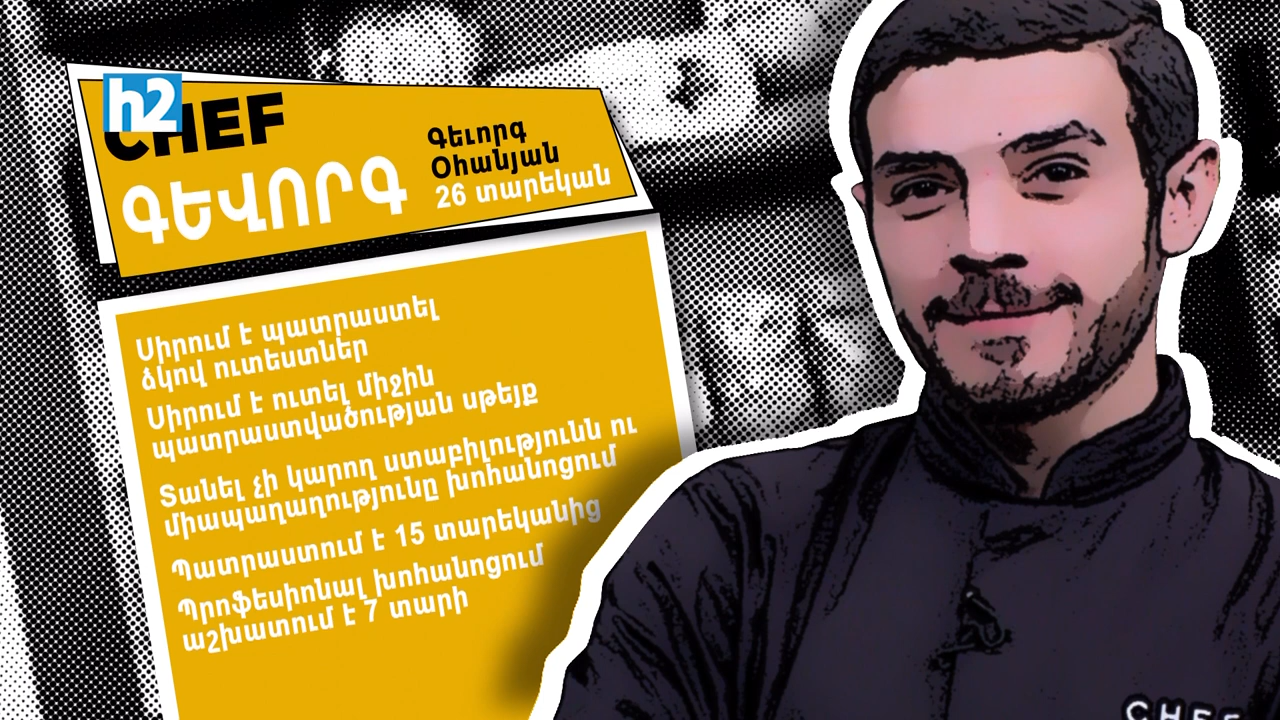 h2
CHEF
ԳԵՎՈՐԳ
Գեւորգ
Օհանյան
26 տարեկան
Սիրում է պատրաստել
ձկով ուտեստներ
Սիրում է ուտել միջին
պատրաստվածության սթեյք
Տանել չի կարող ստաբիլությունն ու
միապաղաղությունը խոհանոցում
Պատրաստում է 15 տարեկանից
Պրոֆեսիոնալ խոհանոցում
աշխատում է 7 տարի
CHEF